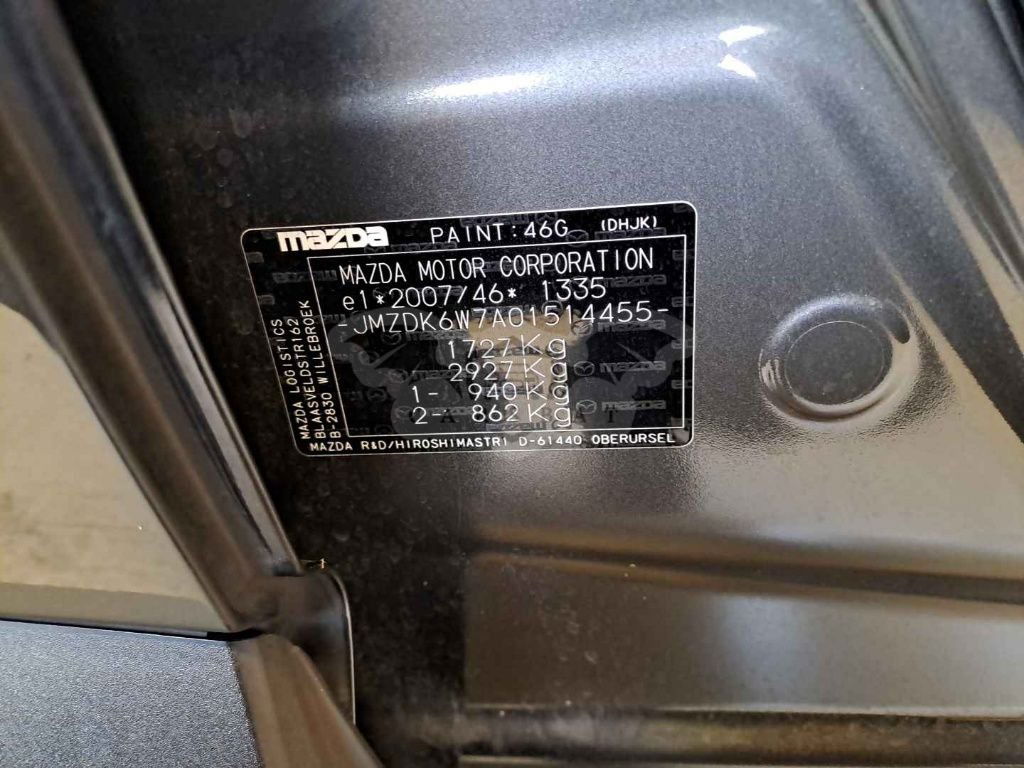 mazda PAINT:46G (DHJK)
MAZDA MOTOR CORPORATION
e1*2007/46* 1335
-JMZDK6W7A01514455-
1727Kg
2927Kg
1- 940Kg
2- 862Kg
MAZDA LOGISTICS
BLAASVELDSTR162
B-2830 WILLEBROEK
MAZDA R&D/HIROSHIMASTR1 D-61440 OBERURSEL